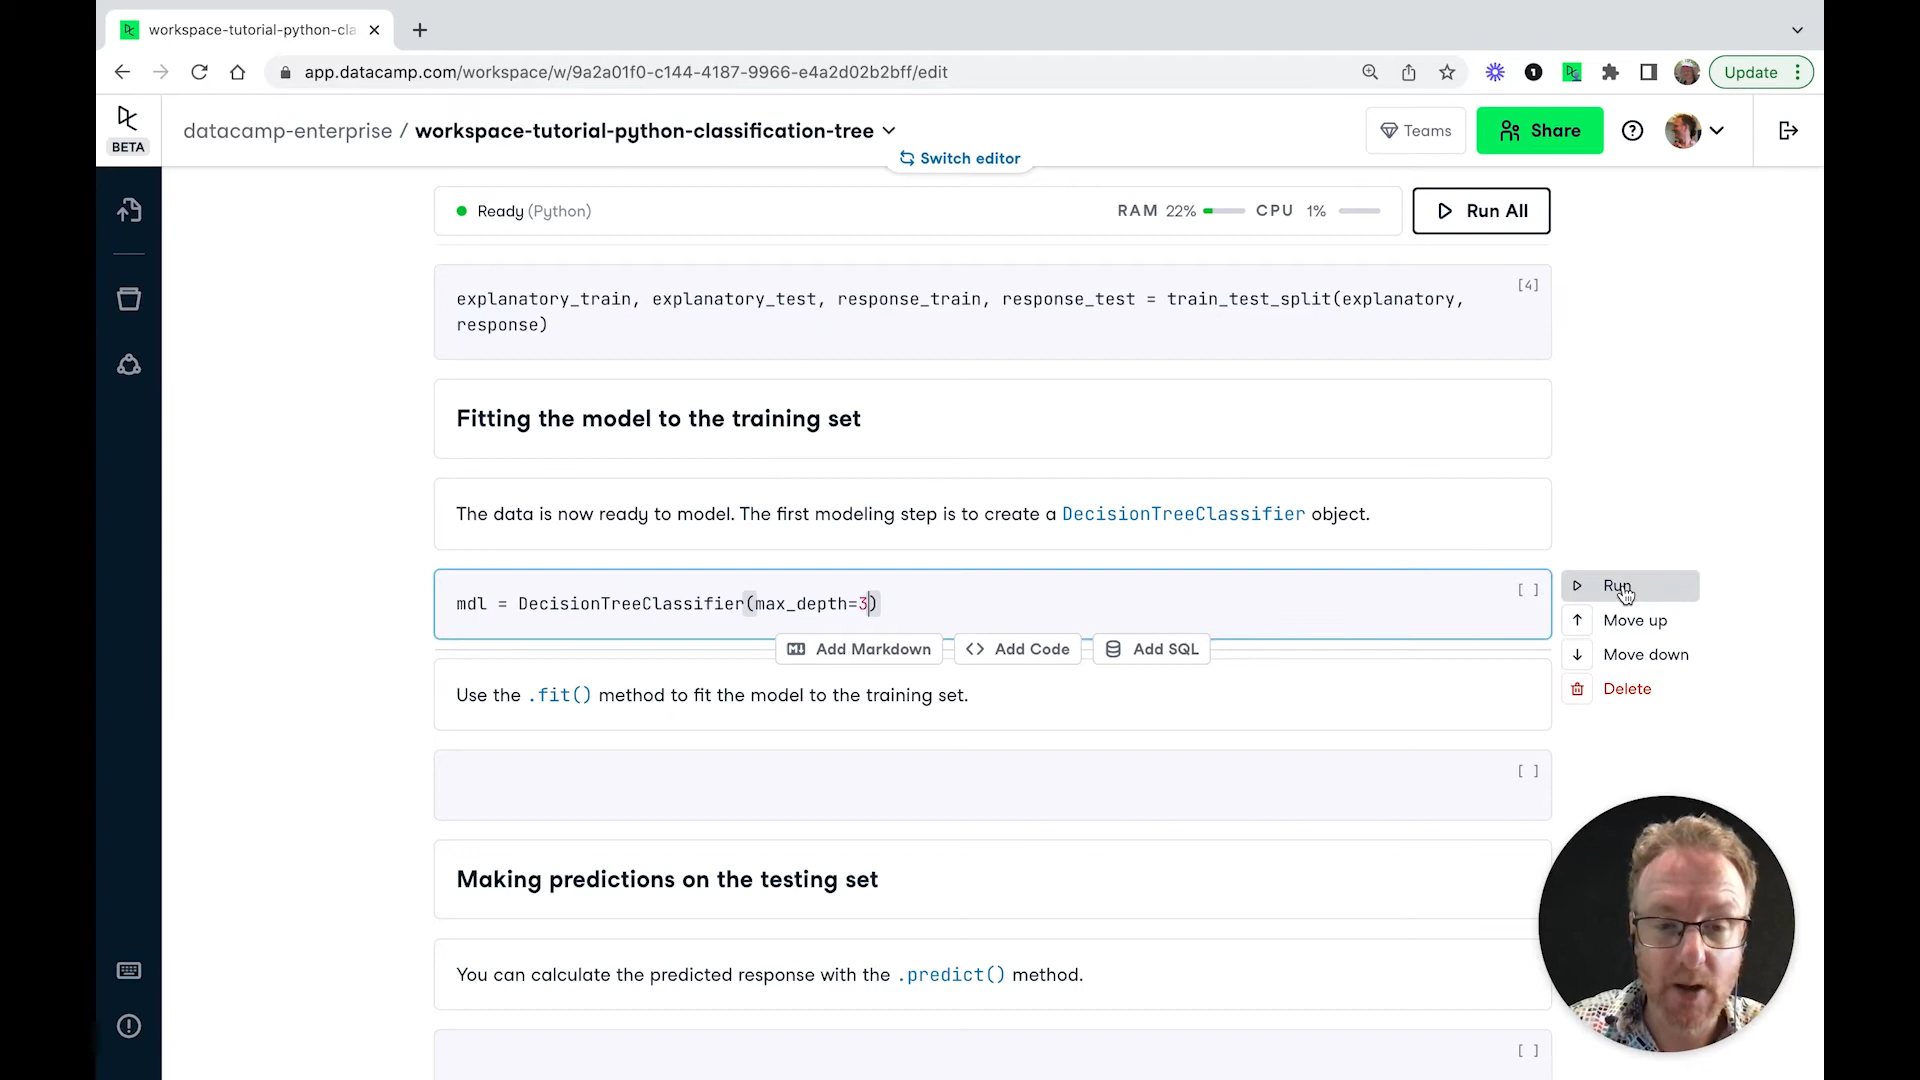 workspace-tutorial-python-cla
app.datacamp.com/workspace/w/9a2a01f0-c144-4187-9966-e4a2d02b2bff/edit
Update
BETA
datacamp-enterprise / workspace-tutorial-python-classification-tree
Teams
Share
Switch editor
Ready (Python)
RAM 22%
CPU 1%
Run All
explanatory_train, explanatory_test, response_train, response_test = train_test_split(explanatory,
response)
[4]
Fitting the model to the training set
The data is now ready to model. The first modeling step is to create a DecisionTreeClassifier object.
mdl = DecisionTreeClassifier(max_depth=3)
[ ]
Run
Move up
Move down
Delete
Add Markdown
Add Code
Add SQL
Use the .fit() method to fit the model to the training set.
[ ]
Making predictions on the testing set
You can calculate the predicted response with the .predict() method.
[ ]